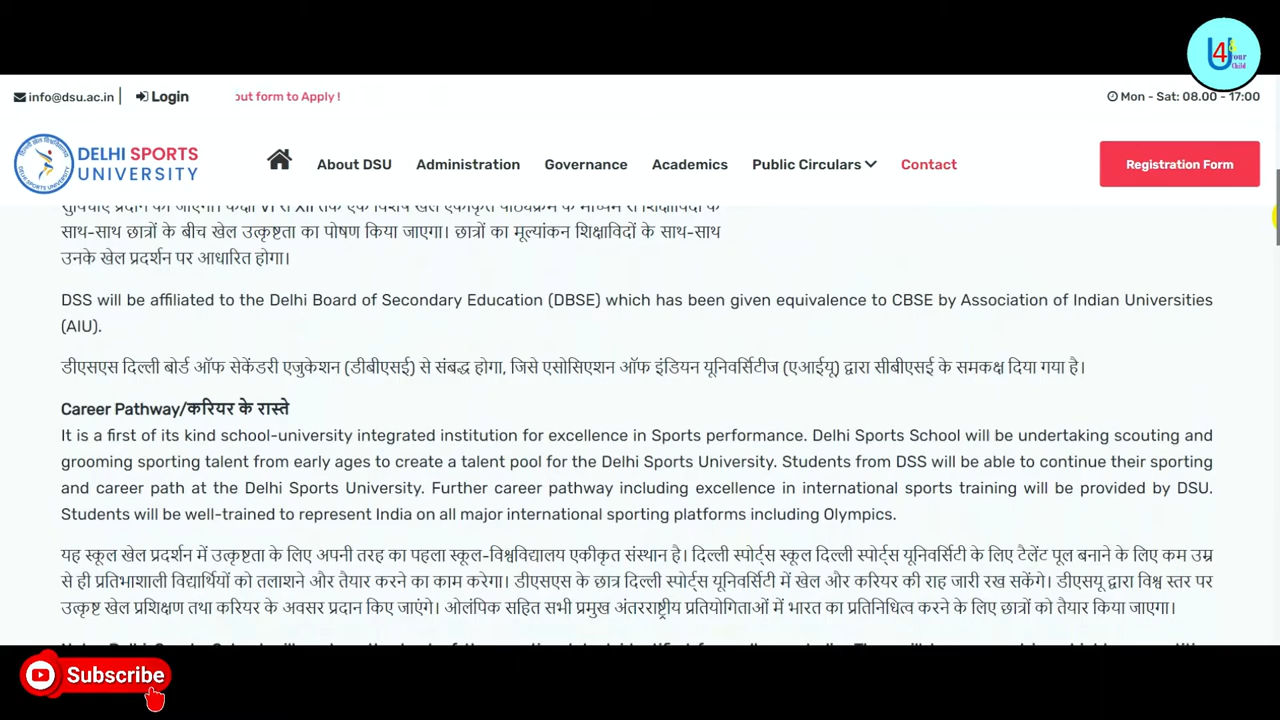 U 4 Your Child
info@dsu.ac.in | Login out form to Apply ! Mon - Sat: 08.00 - 17:00
DELHI SPORTS
UNIVERSITY
About DSU Administration Governance Academics Public Circulars Contact Registration Form
साथ-साथ छात्रों के बीच खेल उत्कृष्टता का पोषण किया जाएगा। छात्रों का मूल्यांकन शिक्षाविदों के साथ-साथ
उनके खेल प्रदर्शन पर आधारित होगा।
DSS will be affiliated to the Delhi Board of Secondary Education (DBSE) which has been given equivalence to CBSE by Association of Indian Universities
(AIU).
डीएसएस दिल्ली बोर्ड ऑफ सेकेंडरी एजुकेशन (डीबीएसई) से संबद्ध होगा, जिसे एसोसिएशन ऑफ इंडियन यूनिवर्सिटीज (एआईयू) द्वारा सीबीएसई के समकक्ष दिया गया है।
Career Pathway/करियर के रास्ते
It is a first of its kind school-university integrated institution for excellence in Sports performance. Delhi Sports School will be undertaking scouting and
grooming sporting talent from early ages to create a talent pool for the Delhi Sports University. Students from DSS will be able to continue their sporting
and career path at the Delhi Sports University. Further career pathway including excellence in international sports training will be provided by DSU.
Students will be well-trained to represent India on all major international sporting platforms including Olympics.
यह स्कूल खेल प्रदर्शन में उत्कृष्टता के लिए अपनी तरह का पहला स्कूल-विश्वविद्यालय एकीकृत संस्थान है। दिल्ली स्पोर्ट्स स्कूल दिल्ली स्पोर्ट्स यूनिवर्सिटी के लिए टैलेंट पूल बनाने के लिए कम उम्र
से ही प्रतिभाशाली विद्यार्थियों को तलाशने और तैयार करने का काम करेगा। डीएसएस के छात्र दिल्ली स्पोर्ट्स यूनिवर्सिटी में खेल और करियर की राह जारी रख सकेंगे। डीएसयू द्वारा विश्व स्तर पर
उत्कृष्ट खेल प्रशिक्षण तथा करियर के अवसर प्रदान किए जाएंगे। ओलंपिक सहित सभी प्रमुख अंतरराष्ट्रीय प्रतियोगिताओं में भारत का प्रतिनिधित्व करने के लिए छात्रों को तैयार किया जाएगा।
Subscribe